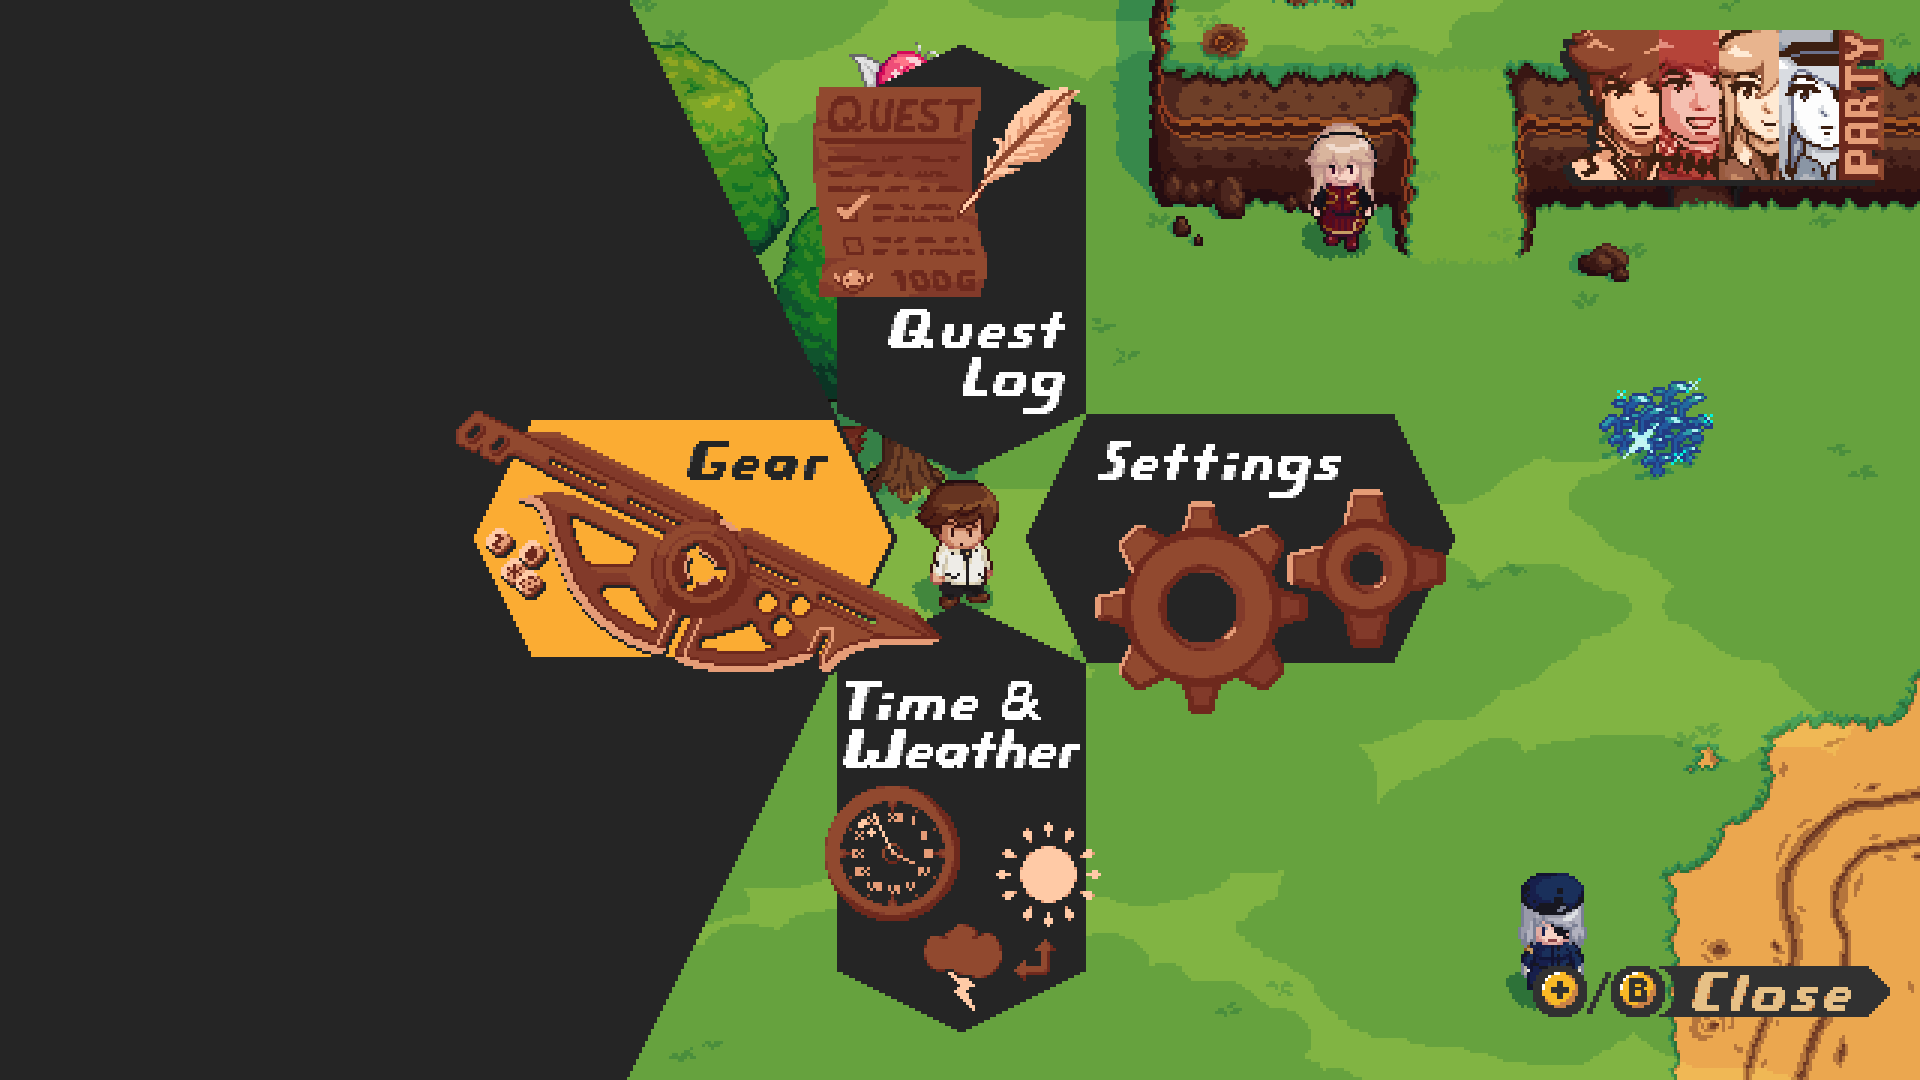 QUEST
100G
Quest
Log
PARTY
Gear
Settings
Time &
Weather
+/B Close